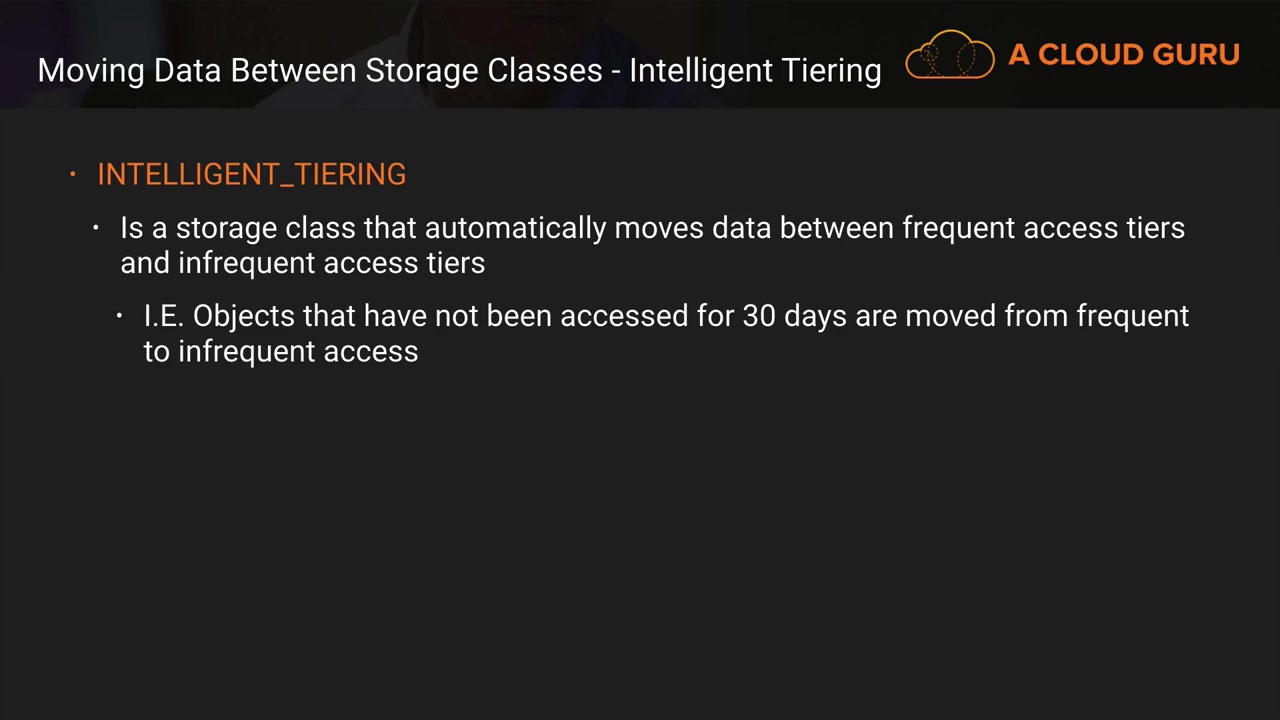 Moving Data Between Storage Classes - Intelligent Tiering
A CLOUD GURU
• INTELLIGENT_TIERING
• Is a storage class that automatically moves data between frequent access tiers
and infrequent access tiers
• I.E. Objects that have not been accessed for 30 days are moved from frequent
to infrequent access